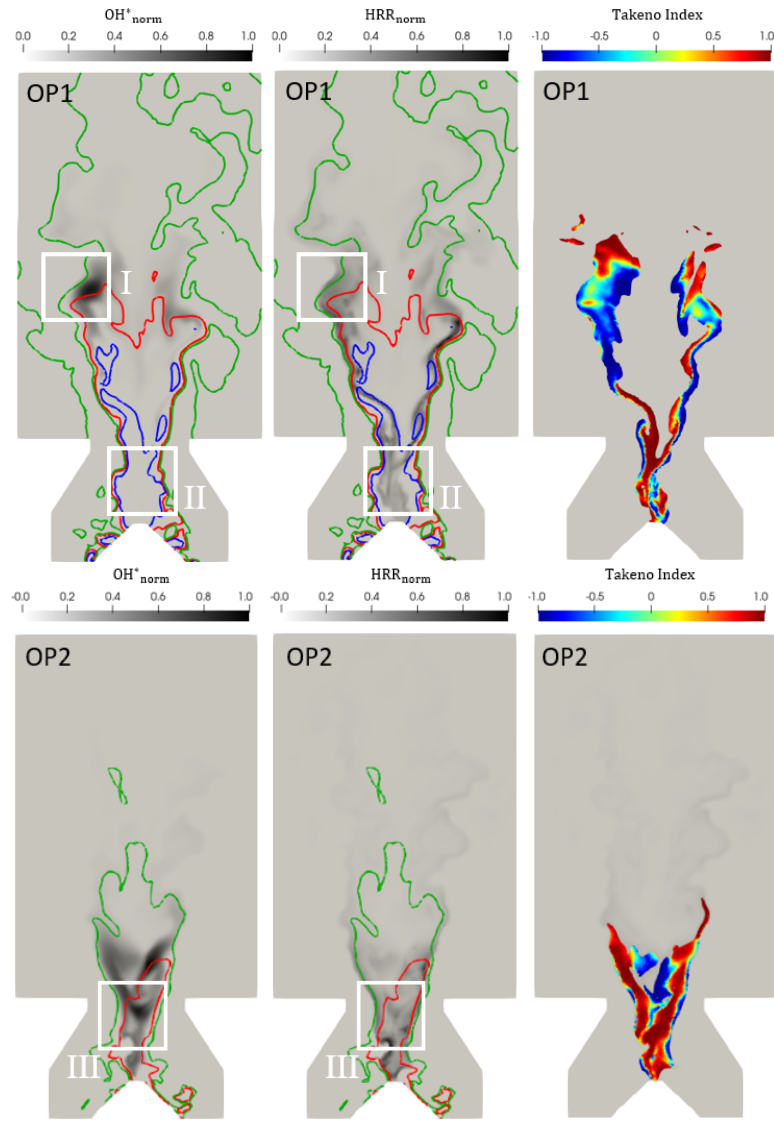 OH*norm HRRnorm Takeno Index
0.0 0.2 0.4 0.6 0.8 1.0 0.0 0.2 0.4 0.6 0.8 1.0 -1.0 -0.5 0 0.5 1.0
OP1 OP1 OP1
I I
II II
OH*norm HRRnorm Takeno Index
-0.0 0.2 0.4 0.6 0.8 1.0 -0.0 0.2 0.4 0.6 0.8 1.0 -1.0 -0.5 0 0.5 1.0
OP2 OP2 OP2
III III